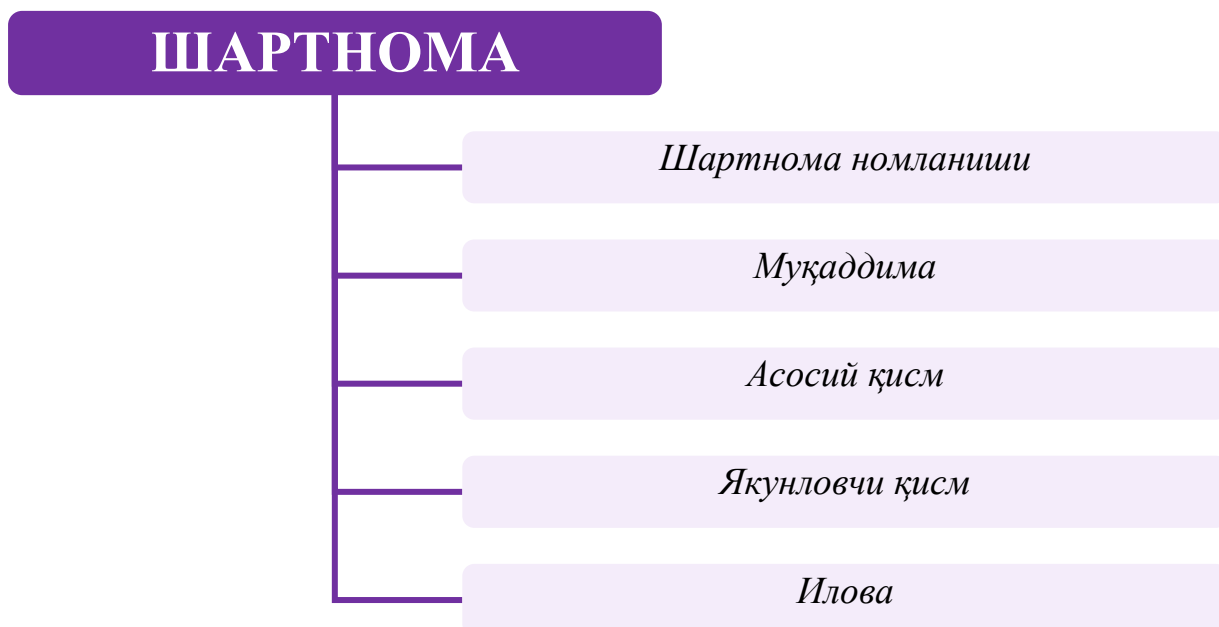 ШАРТНОМА
Шартнома номланиши
Муқаддима
Асосий қисм
Якунловчи қисм
Илова